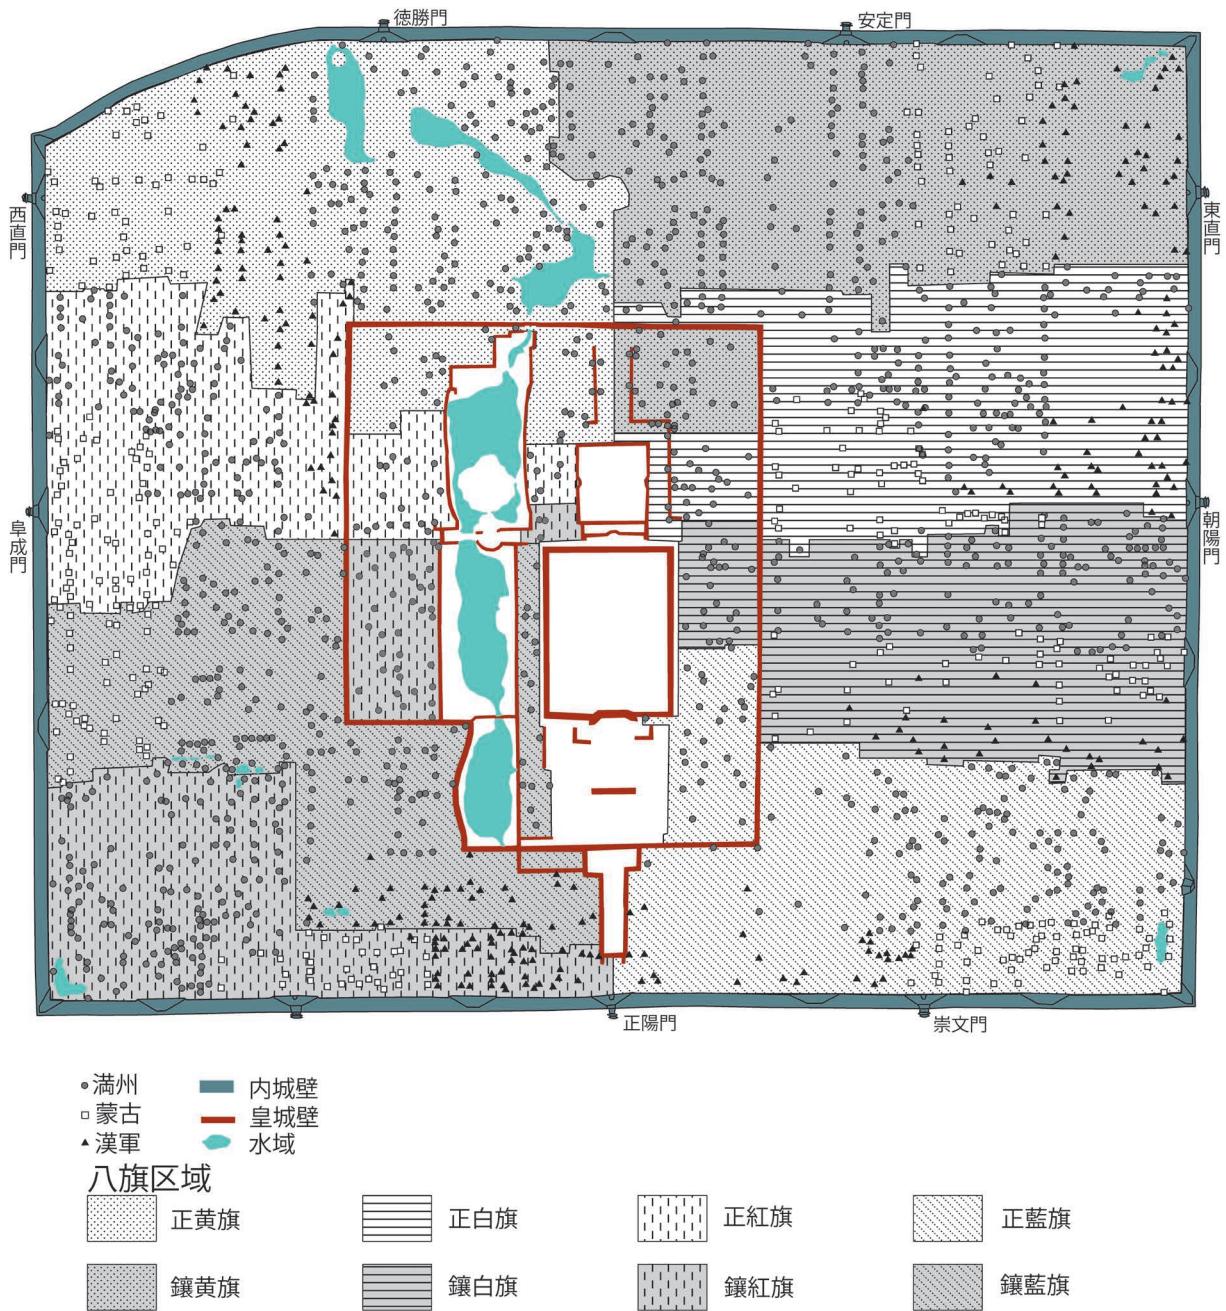 徳勝門
安定門
西直門
東直門
阜成門
朝陽門
正陽門
崇文門
満州
内城壁
蒙古
皇城壁
漢軍
水域
八旗区域
正黄旗
正白旗
正紅旗
正藍旗
鑲黄旗
鑲白旗
鑲紅旗
鑲藍旗